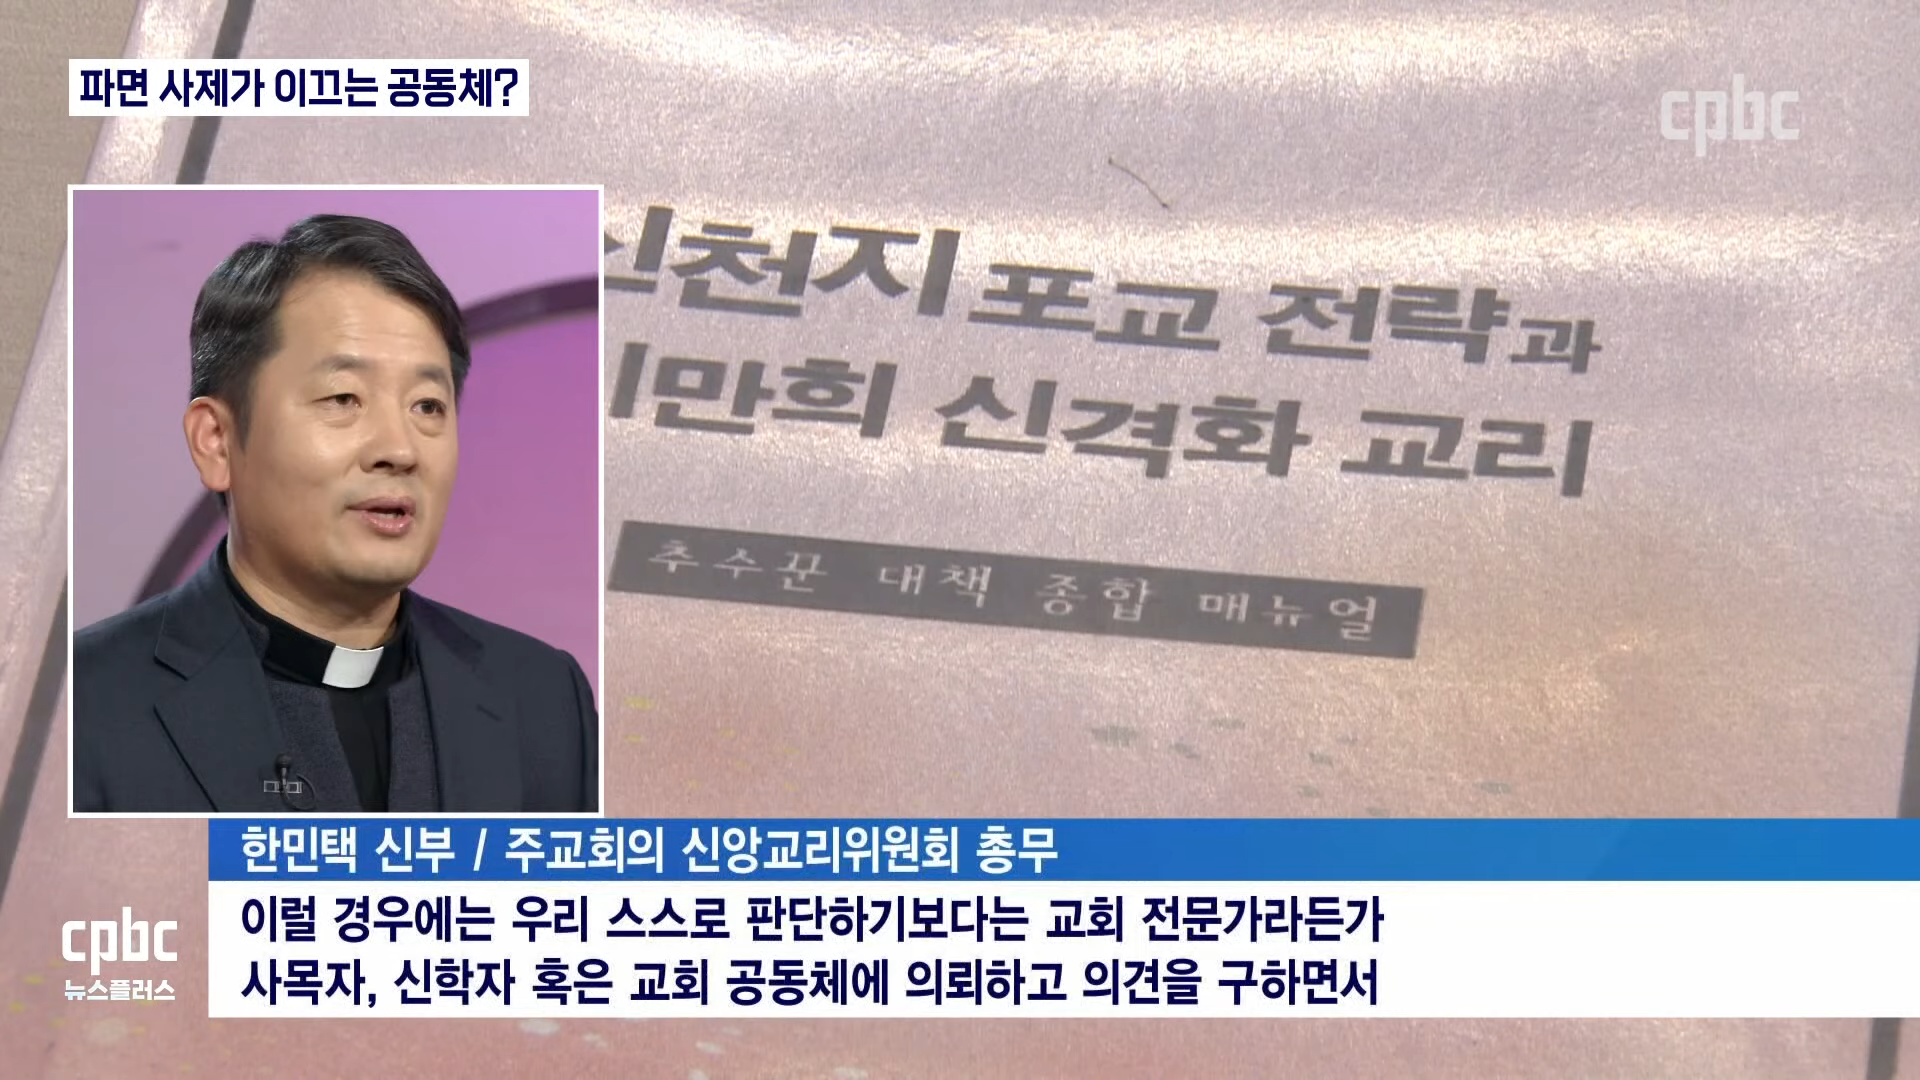 파면 사제가 이끄는 공동체?
cpbc
신천지 포교 전략과
이만희 신격화 교리
추수꾼 대책 종합 매뉴얼
한민택 신부 / 주교회의 신앙교리위원회 총무
cpbc
뉴스플러스
이럴 경우에는 우리 스스로 판단하기보다는 교회 전문가라든가
사목자, 신학자 혹은 교회 공동체에 의뢰하고 의견을 구하면서